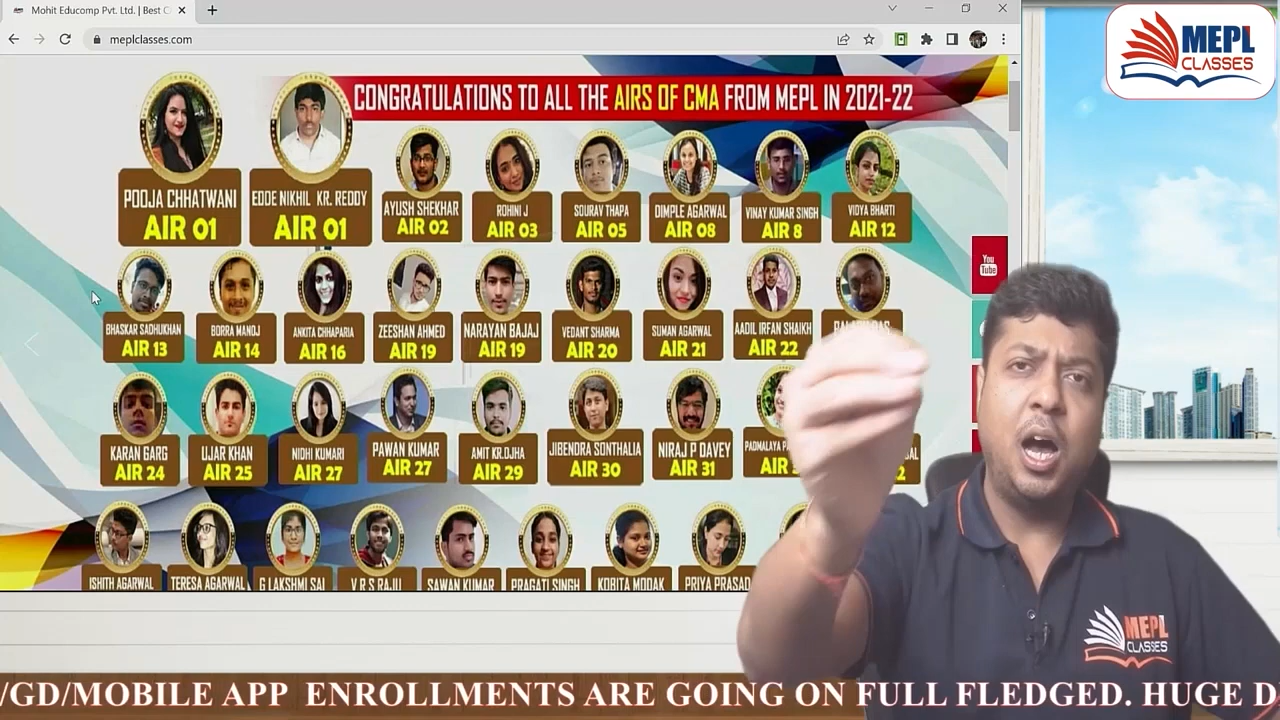 Mohit Educomp Pvt. Ltd. | Best C
meplclasses.com
MEPL
CLASSES
CONGRATULATIONS TO ALL THE AIRS OF CMA FROM MEPL IN 2021-22
POOJA CHHATWANI
AIR 01
EDDE NIKHIL KR. REDDY
AIR 01
AYUSH SHEKHAR
AIR 02
ROHINI J
AIR 03
SOURAV THAPA
AIR 05
DIMPLE AGARWAL
AIR 08
VINAY KUMAR SINGH
AIR 8
VIDYA BHARTI
AIR 12
You
Tube
BHASKAR SADHUKHAN
AIR 13
BORRA MANOJ
AIR 14
ANKITA CHHAPARIA
AIR 16
ZEESHAN AHMED
AIR 19
NARAYAN BAJAJ
AIR 19
VEDANT SHARMA
AIR 20
SUMAN AGARWAL
AIR 21
AADIL IRFAN SHAIKH
AIR 22
KARAN GARG
AIR 24
UJAR KHAN
AIR 25
NIDHI KUMARI
AIR 27
PAWAN KUMAR
AIR 27
AMIT KR.OJHA
AIR 29
JIBENDRA SONTHALIA
AIR 30
NIRAJ P DAVEY
AIR 31
PADMALAYA
AIR
ISHITH AGARWAL
TERESA AGARWAL
G LAKSHMI SAI
V R S RAJU
SAWAN KUMAR
PRAGATI SINGH
KOBITA MODAK
PRIYA PRASAD
MEPL
CLASSES
/GD/MOBILE APP ENROLLMENTS ARE GOING ON FULL FLEDGED. HUGE D